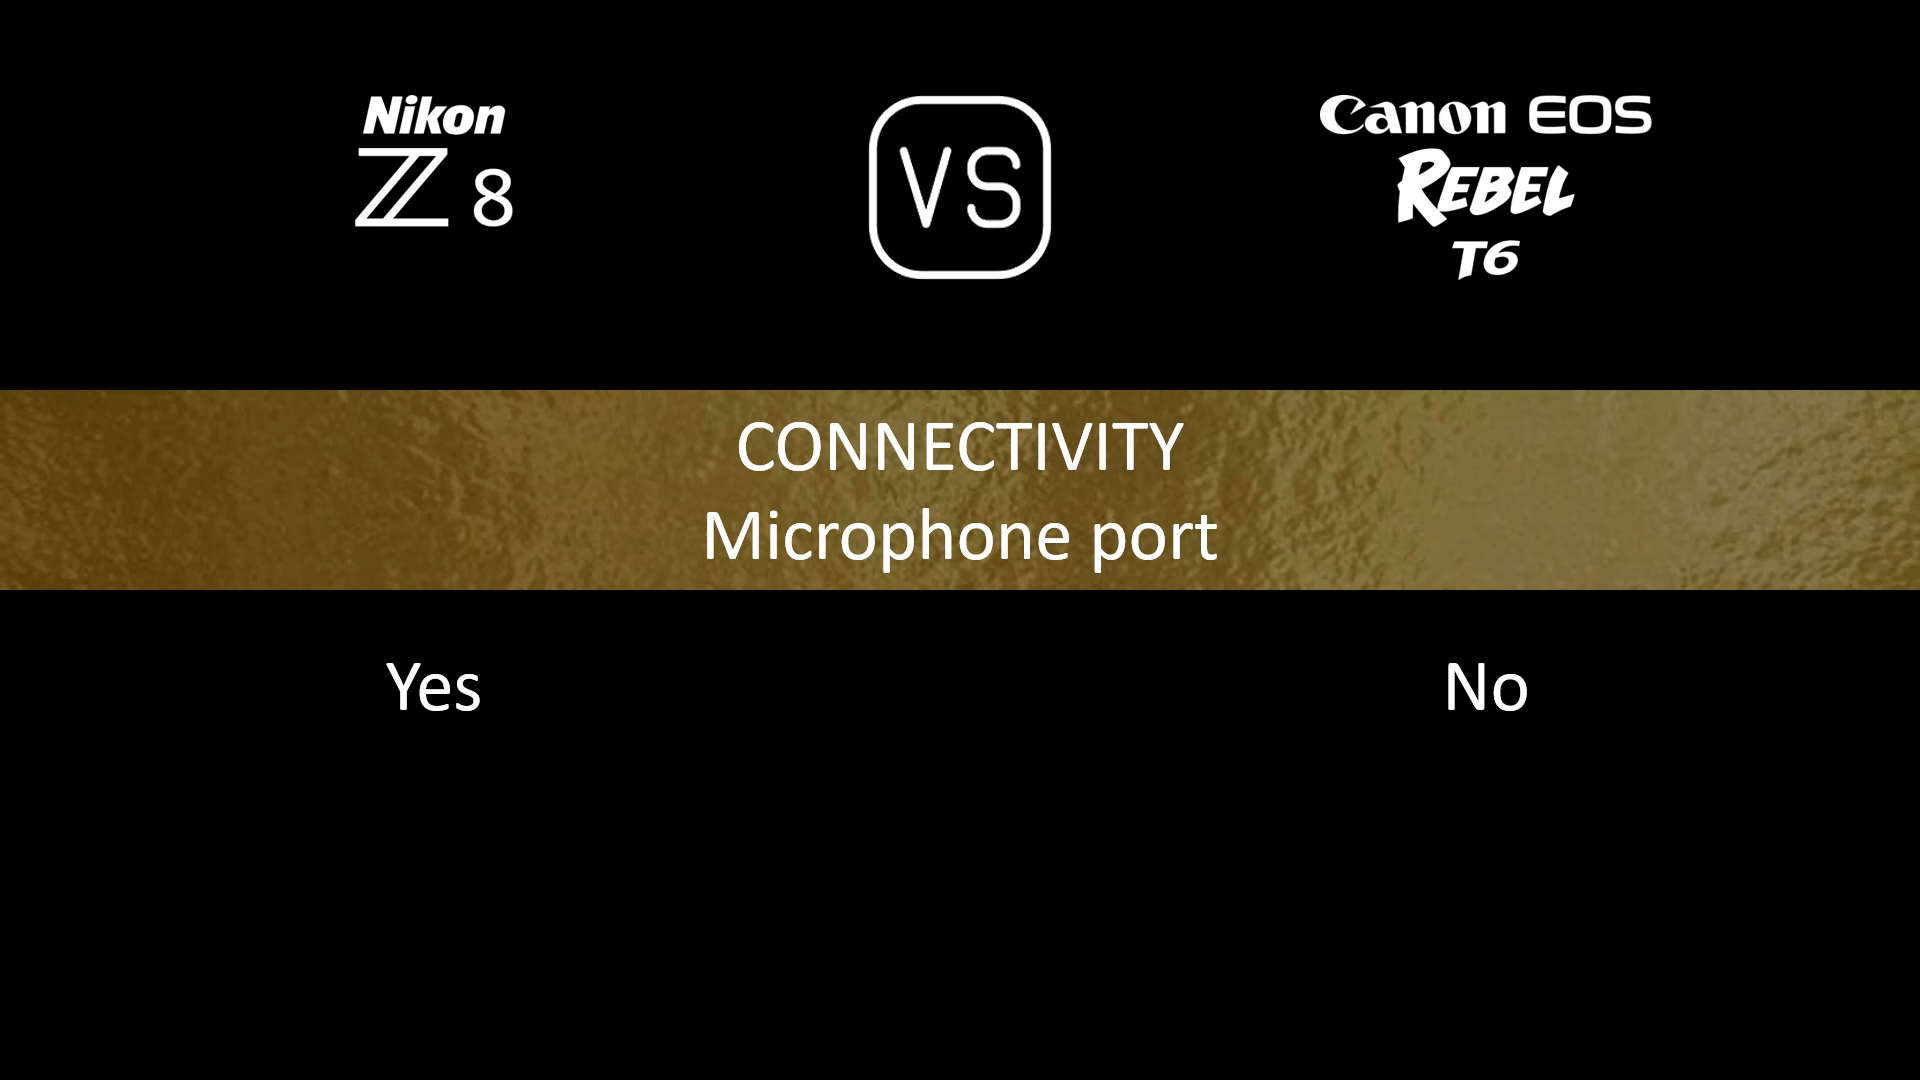 Nikon
Z 8
VS
Canon EOS
REBEL
T6
CONNECTIVITY
Microphone port
Yes
No